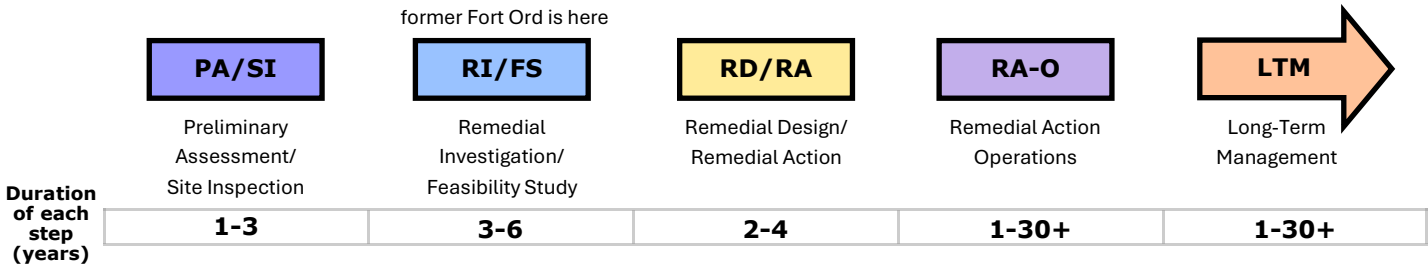 former Fort Ord is here
PA/SI
RI/FS
RD/RA
RA-O
LTM
Preliminary
Assessment/
Site Inspection
Remedial
Investigation/
Feasibility Study
Remedial Design/
Remedial Action
Remedial Action
Operations
Long-Term
Management
Duration
of each
step
(years)
1-3
3-6
2-4
1-30+
1-30+